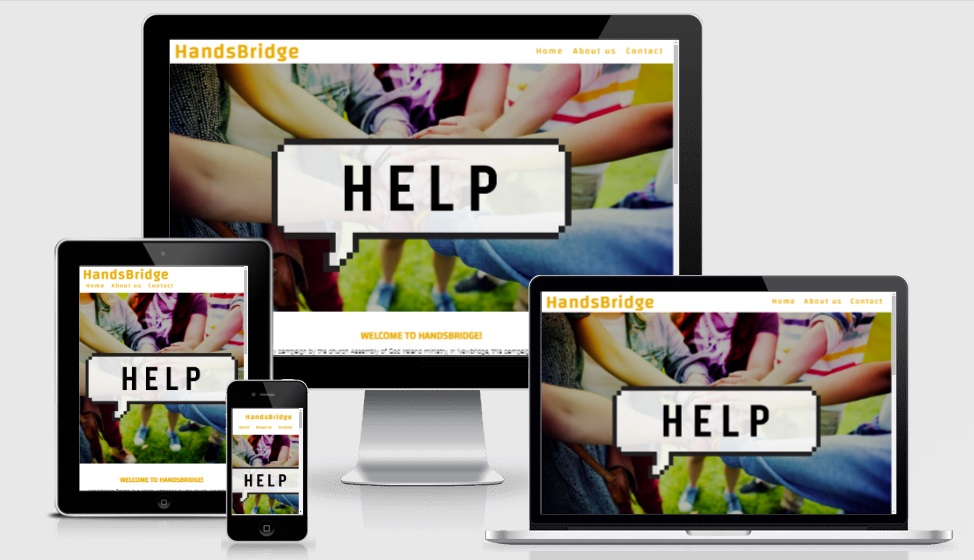 HandsBridge
Home About us Contact
HELP
WELCOME TO HANDSBRIDGE!
campaign by the church Assembly of God Ireland ministry, in Newbridge, this campaign
HandsBridge
Home About us Contact
HELP
WELCOME TO HANDSBRIDGE!
HandsBridge
Home About us Contact
HELP
HandsBridge
Home About us Contact
HELP